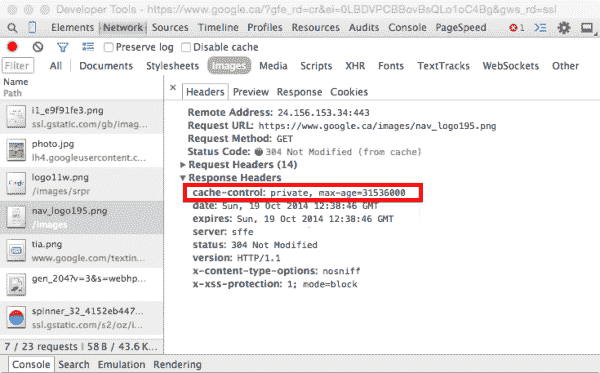 Developer Tools - https://www.google.ca/?gfe_rd=cr&ei=0LBDVPCBBovBsQLo1oC4Bg&gws_rd=ssl
Elements Network Sources Timeline Profiles Resources Audits Console PageSpeed 1
Preserve log Disable cache
Filter All Documents Stylesheets Images Media Scripts XHR Fonts TextTracks WebSockets Other
Name
Path
i1_e9f91fe3.png
ssl.gstatic.com/gb/imag...
photo.jpg
lh4.googleusercontent.c...
logo11w.png
/images/srpr
nav_logo195.png
/images
tia.png
www.google.com/textin...
gen_204?v=3&s=webhp...
spinner_32_4152eb447...
ssl.gstatic.com/s2/oz/i...
7 / 23 requests | 58 B / 43.6 K...
× Headers Preview Response Cookies
Remote Address: 24.156.153.34:443
Request URL: https://www.google.ca/images/nav_logo195.png
Request Method: GET
Status Code: 304 Not Modified (from cache)
Request Headers (14)
Response Headers
cache-control: private, max-age=31536000
date: Sun, 19 Oct 2014 12:38:46 GMT
expires: Sun, 19 Oct 2014 12:38:46 GMT
server: sffe
status: 304 Not Modified
version: HTTP/1.1
x-content-type-options: nosniff
x-xss-protection: 1; mode=block
Console Search Emulation Rendering